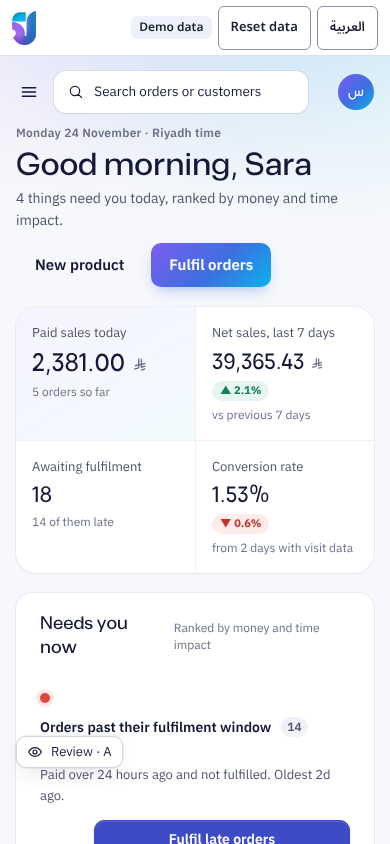 Demo data
Reset data
العربية
Search orders or customers
س
Monday 24 November · Riyadh time
Good morning, Sara
4 things need you today, ranked by money and time
impact.
New product
Fulfil orders
Paid sales today
2,381.00
5 orders so far
Net sales, last 7 days
39,365.43
▲ 2.1%
vs previous 7 days
Awaiting fulfilment
18
14 of them late
Conversion rate
1.53%
▼ 0.6%
from 2 days with visit data
Needs you
now
Ranked by money and time
impact
Orders past their fulfilment window 14
Review · A
Paid over 24 hours ago and not fulfilled. Oldest 2d
ago.
Fulfil late orders